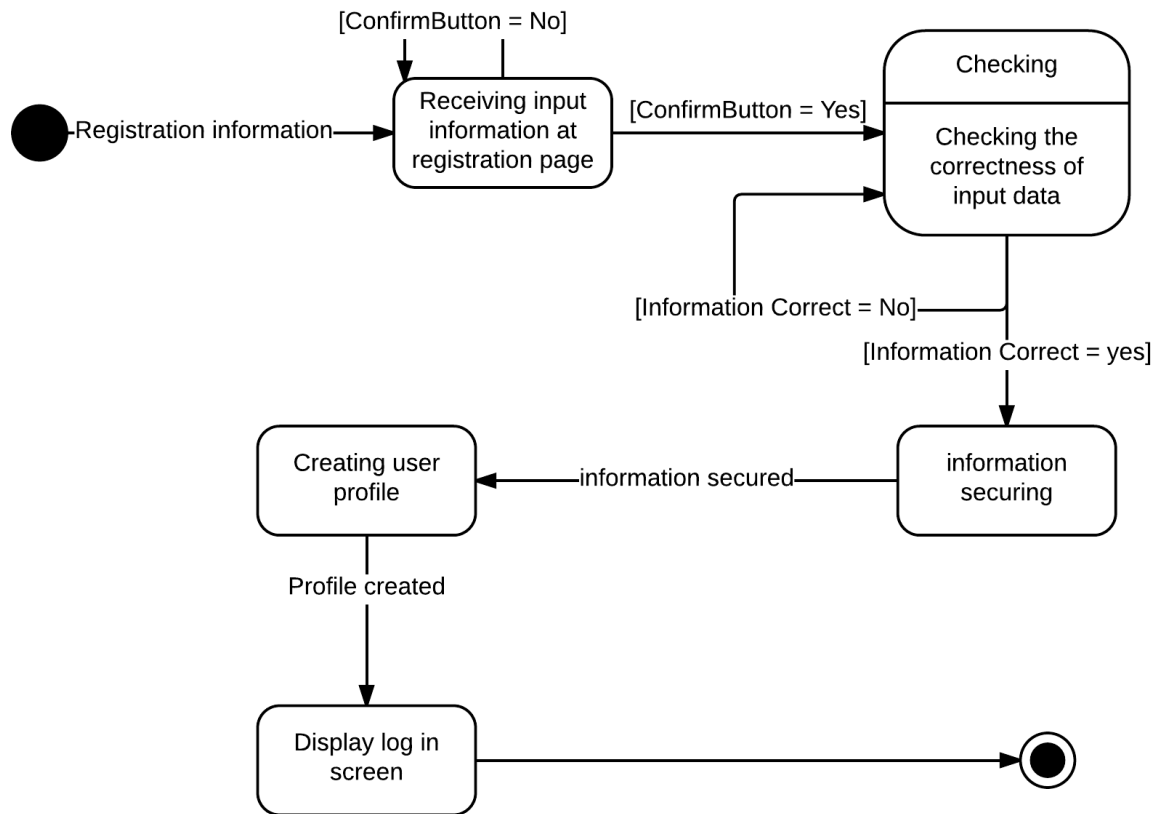 [ConfirmButton = No]
Registration information
Receiving input
information at
registration page
[ConfirmButton = Yes]
Checking
Checking the
correctness of
input data
[Information Correct = No]
[Information Correct = yes]
information
securing
information secured
Creating user
profile
Profile created
Display log in
screen